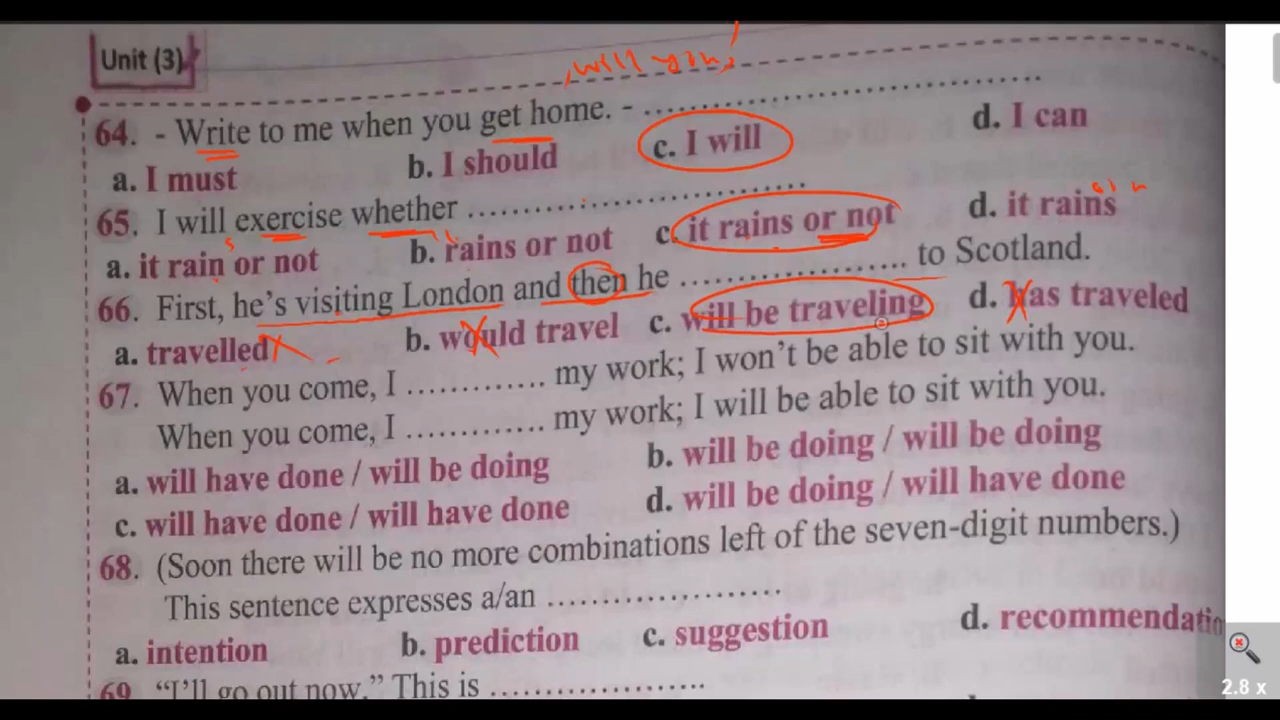 Unit (3)
will you
64. - Write to me when you get home. - ........................................
a. I must b. I should c. I will d. I can
65. I will exercise whether ........................................
a. it rain or not b. rains or not c. it rains or not d. it rains
66. First, he's visiting London and then he ........................ to Scotland.
a. travelled b. would travel c. will be traveling d. has traveled
67. When you come, I .............. my work; I won't be able to sit with you.
When you come, I .............. my work; I will be able to sit with you.
a. will have done / will be doing b. will be doing / will be doing
c. will have done / will have done d. will be doing / will have done
68. (Soon there will be no more combinations left of the seven-digit numbers.)
This sentence expresses a/an ........................
a. intention b. prediction c. suggestion d. recommendatio
69. "I'll go out now." This is ........................
2.8 x